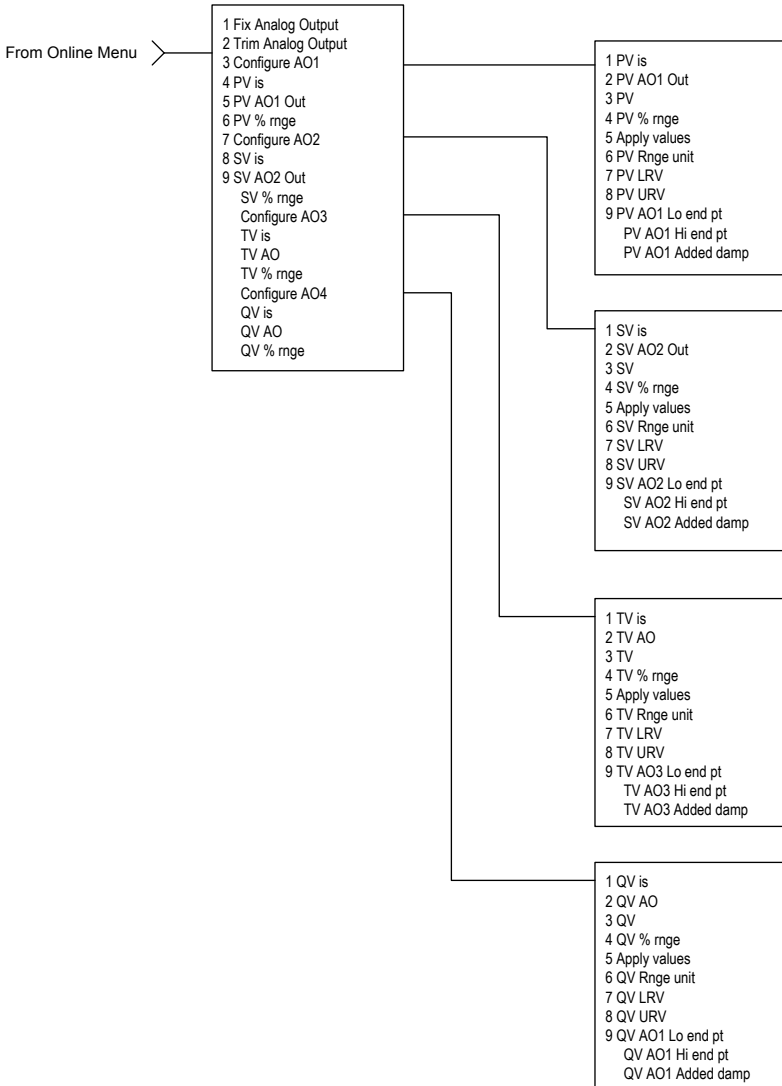 From Online Menu
1 Fix Analog Output
2 Trim Analog Output
3 Configure AO1
4 PV is
5 PV AO1 Out
6 PV % rnge
7 Configure AO2
8 SV is
9 SV AO2 Out
SV % rnge
Configure AO3
TV is
TV AO
TV % rnge
Configure AO4
QV is
QV AO
QV % rnge
1 PV is
2 PV AO1 Out
3 PV
4 PV % rnge
5 Apply values
6 PV Rnge unit
7 PV LRV
8 PV URV
9 PV AO1 Lo end pt
PV AO1 Hi end pt
PV AO1 Added damp
1 SV is
2 SV AO2 Out
3 SV
4 SV % rnge
5 Apply values
6 SV Rnge unit
7 SV LRV
8 SV URV
9 SV AO2 Lo end pt
SV AO2 Hi end pt
SV AO2 Added damp
1 TV is
2 TV AO
3 TV
4 TV % rnge
5 Apply values
6 TV Rnge unit
7 TV LRV
8 TV URV
9 TV AO3 Lo end pt
TV AO3 Hi end pt
TV AO3 Added damp
1 QV is
2 QV AO
3 QV
4 QV % rnge
5 Apply values
6 QV Rnge unit
7 QV LRV
8 QV URV
9 QV AO1 Lo end pt
QV AO1 Hi end pt
QV AO1 Added damp